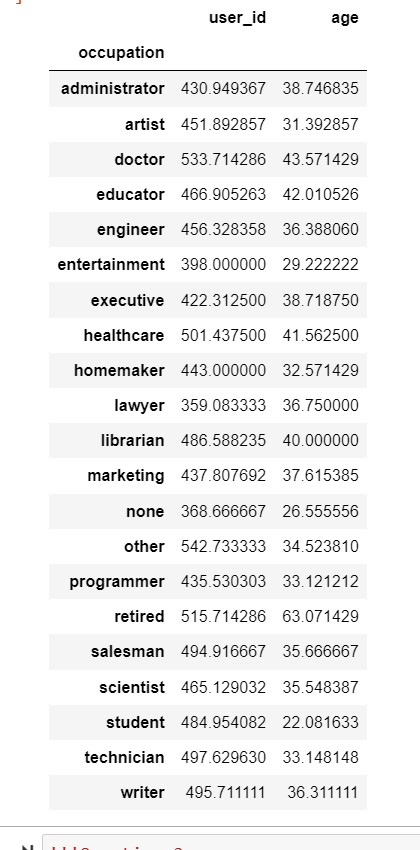 user_id age
occupation
administrator 430.949367 38.746835
artist 451.892857 31.392857
doctor 533.714286 43.571429
educator 466.905263 42.010526
engineer 456.328358 36.388060
entertainment 398.000000 29.222222
executive 422.312500 38.718750
healthcare 501.437500 41.562500
homemaker 443.000000 32.571429
lawyer 359.083333 36.750000
librarian 486.588235 40.000000
marketing 437.807692 37.615385
none 368.666667 26.555556
other 542.733333 34.523810
programmer 435.530303 33.121212
retired 515.714286 63.071429
salesman 494.916667 35.666667
scientist 465.129032 35.548387
student 484.954082 22.081633
technician 497.629630 33.148148
writer 495.711111 36.311111